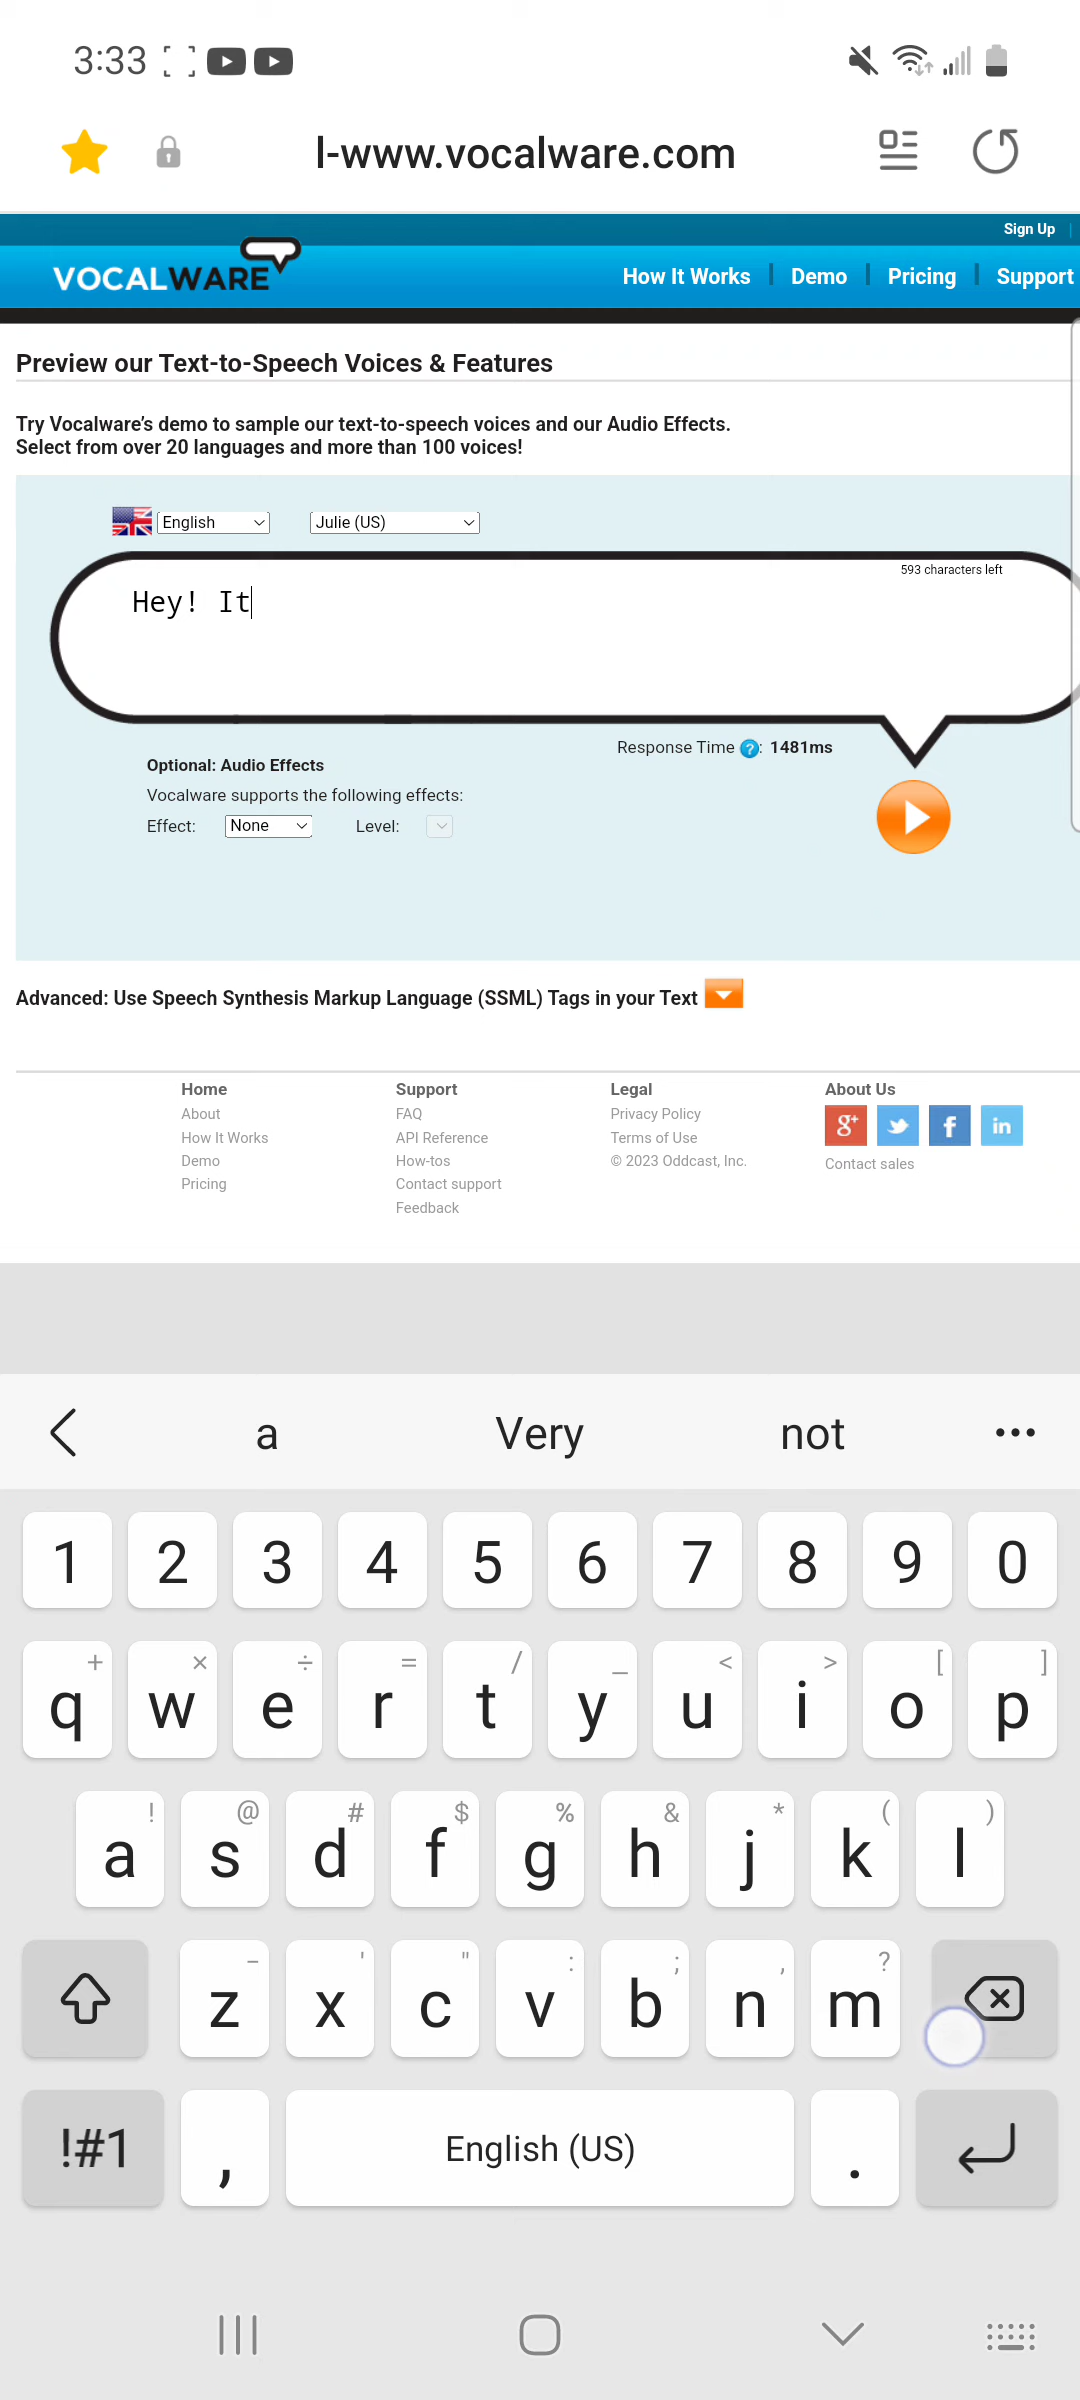 3:33
l-www.vocalware.com
Sign Up
VOCALWARE
How It Works | Demo | Pricing | Support
Preview our Text-to-Speech Voices & Features
Try Vocalware's demo to sample our text-to-speech voices and our Audio Effects.
Select from over 20 languages and more than 100 voices!
English Julie (US)
593 characters left
Hey! It
Response Time ?: 1481ms
Optional: Audio Effects
Vocalware supports the following effects:
Effect: None Level:
Advanced: Use Speech Synthesis Markup Language (SSML) Tags in your Text
Home Support Legal About Us
About FAQ Privacy Policy g+ f in
How It Works API Reference Terms of Use
Demo How-tos © 2023 Oddcast, Inc. Contact sales
Pricing Contact support
Feedback
a Very not
1 2 3 4 5 6 7 8 9 0
+ × ÷ = / _ < > [ ]
q w e r t y u i o p
! @ # $ % & * ( )
a s d f g h j k l
- ' " : ; , ?
z x c v b n m
!#1 , English (US) .